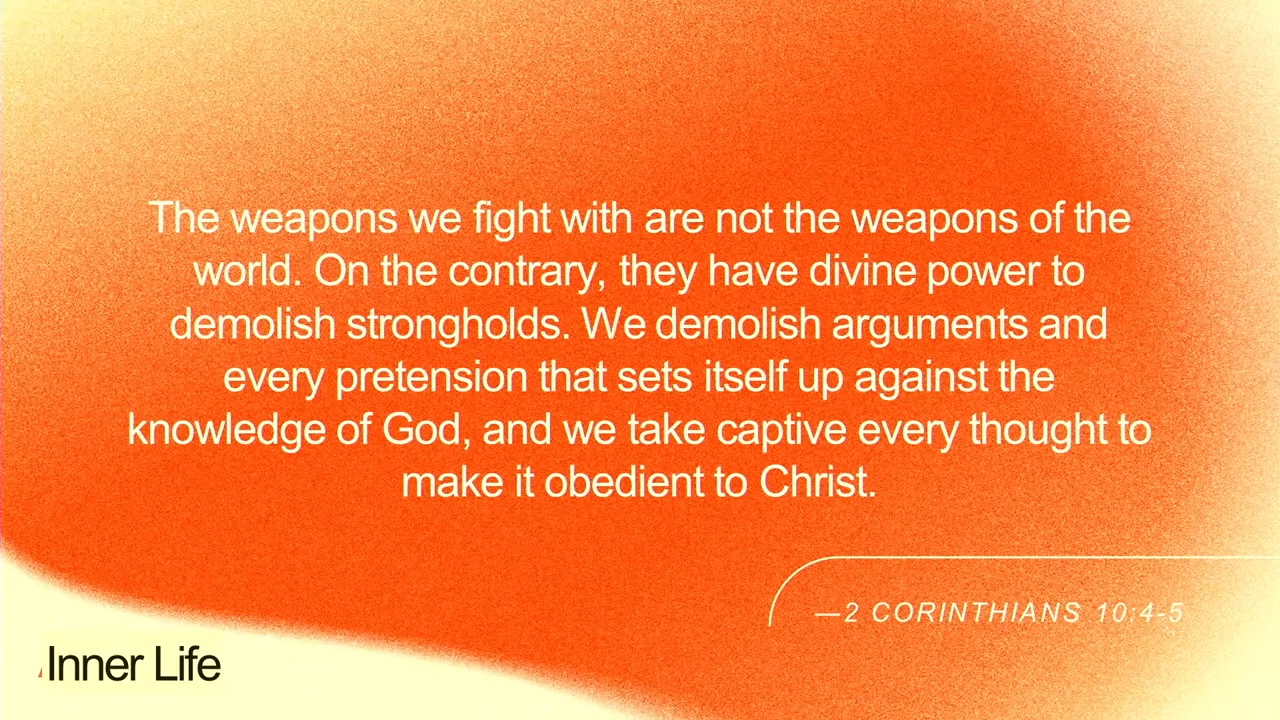 The weapons we fight with are not the weapons of the
world. On the contrary, they have divine power to
demolish strongholds. We demolish arguments and
every pretension that sets itself up against the
knowledge of God, and we take captive every thought to
make it obedient to Christ.
—2 CORINTHIANS 10:4-5
Inner Life